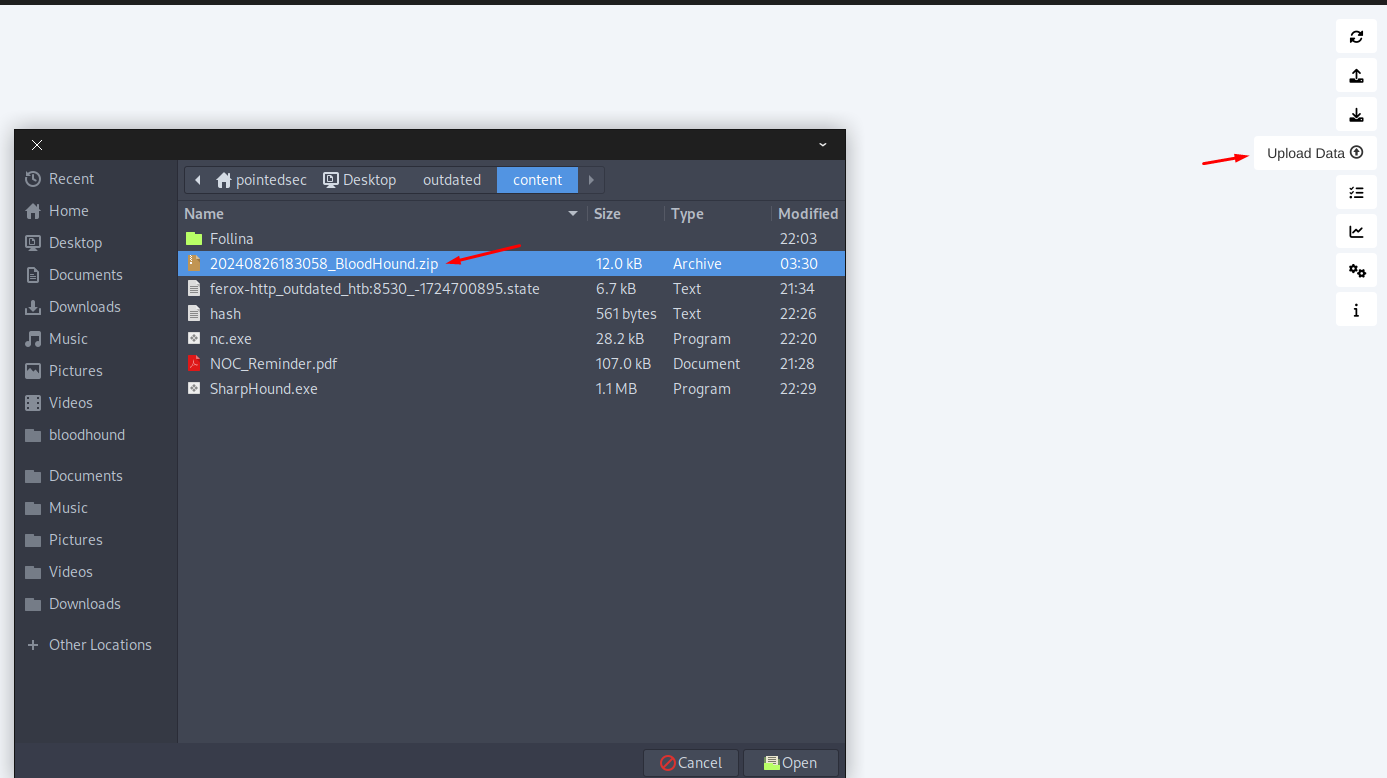 Upload Data
pointedsec Desktop outdated content
Recent
Home
Desktop
Documents
Downloads
Music
Pictures
Videos
bloodhound
Documents
Music
Pictures
Videos
Downloads
Other Locations
Name Size Type Modified
Follina 22:03
20240826183058_BloodHound.zip 12.0 kB Archive 03:30
ferox-http_outdated_htb:8530_-1724700895.state 6.7 kB Text 21:34
hash 561 bytes Text 22:26
nc.exe 28.2 kB Program 22:20
NOC_Reminder.pdf 107.0 kB Document 21:28
SharpHound.exe 1.1 MB Program 22:29
Cancel Open